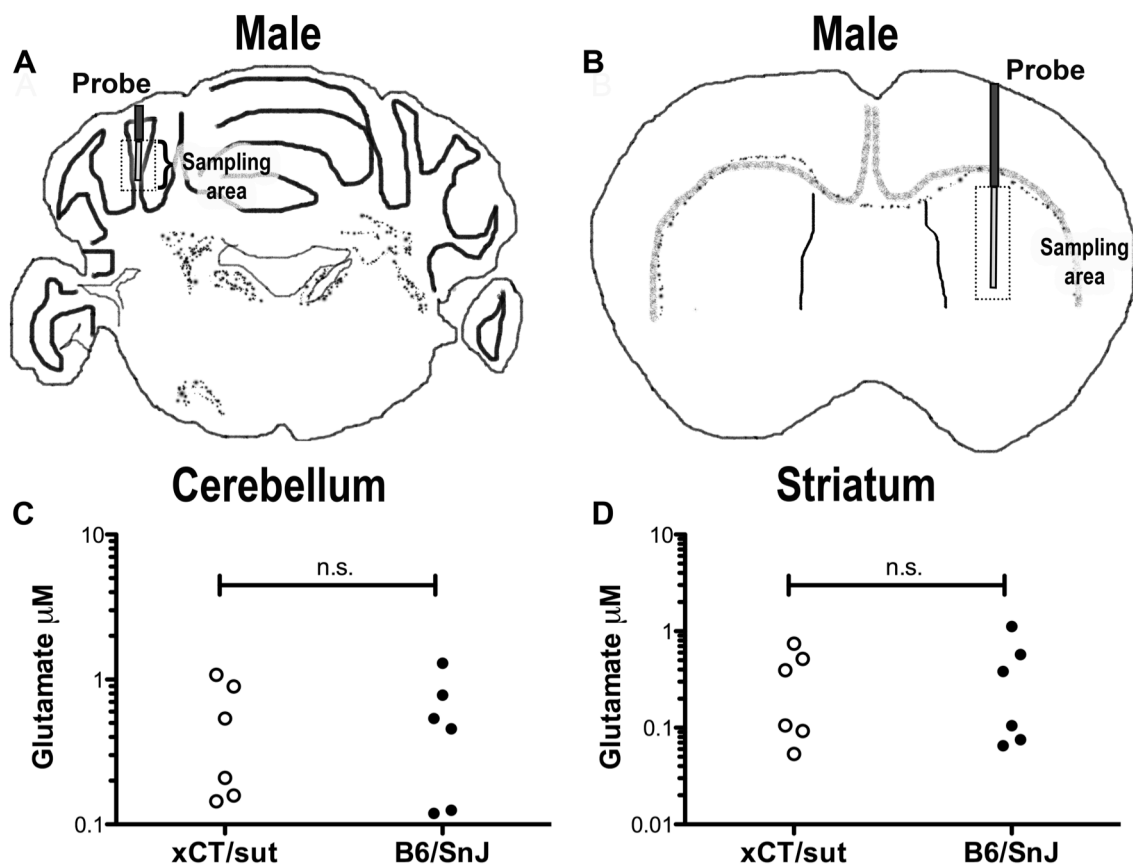 Male
A
Probe
Sampling
area
Male
B
Probe
Sampling
area
Cerebellum
C
Glutamate μM
10
1
0.1
n.s.
xCT/sut
B6/SnJ
Striatum
D
Glutamate μM
10
1
0.1
0.01
n.s.
xCT/sut
B6/SnJ